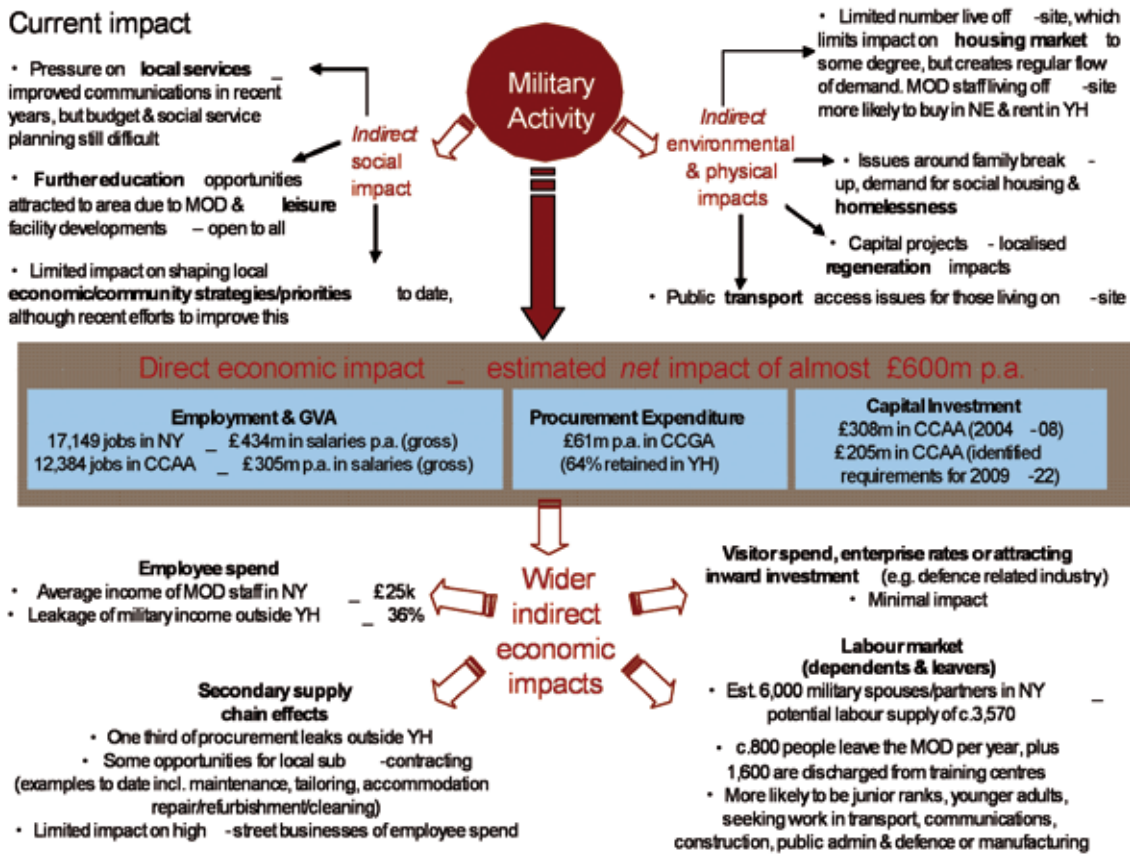 Current impact
Military
Activity
• Pressure on local services _
improved communications in recent
years, but budget & social service
planning still difficult
• Further education opportunities
attracted to area due to MOD & leisure
facility developments – open to all
• Limited impact on shaping local
economic/community strategies/priorities to date,
although recent efforts to improve this
Indirect
social
impact
Indirect
environmental
& physical
impacts
• Limited number live off -site, which
limits impact on housing market to
some degree, but creates regular flow
of demand. MOD staff living off -site
more likely to buy in NE & rent in YH
• Issues around family break -
up, demand for social housing &
homelessness
• Capital projects - localised
regeneration impacts
• Public transport access issues for those living on -site
Direct economic impact _ estimated net impact of almost £600m p.a.
Employment & GVA
17,149 jobs in NY _ £434m in salaries p.a. (gross)
12,384 jobs in CCAA _ £305m p.a. in salaries (gross)
Procurement Expenditure
£61m p.a. in CCGA
(64% retained in YH)
Capital Investment
£308m in CCAA (2004 -08)
£205m in CCAA (identified
requirements for 2009 -22)
Wider
indirect
economic
impacts
Employee spend
• Average income of MOD staff in NY _ £25k
• Leakage of military income outside YH _ 36%
Secondary supply
chain effects
• One third of procurement leaks outside YH
• Some opportunities for local sub -contracting
(examples to date incl. maintenance, tailoring, accommodation
repair/refurbishment/cleaning)
• Limited impact on high -street businesses of employee spend
Visitor spend, enterprise rates or attracting
inward investment (e.g. defence related industry)
• Minimal impact
Labour market
(dependents & leavers)
• Est. 6,000 military spouses/partners in NY _
potential labour supply of c.3,570
• c.800 people leave the MOD per year, plus
1,600 are discharged from training centres
• More likely to be junior ranks, younger adults,
seeking work in transport, communications,
construction, public admin & defence or manufacturing